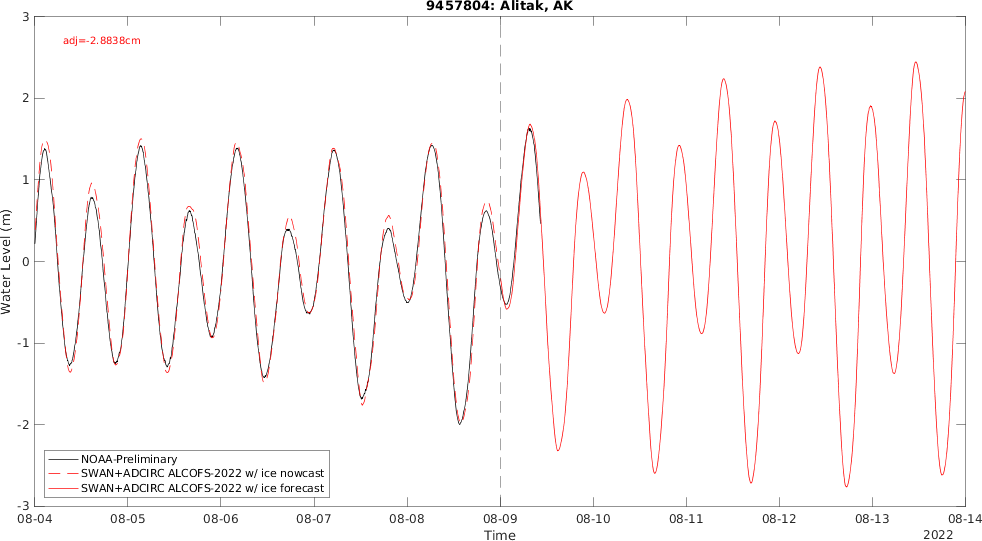 9457804: Alitak, AK
adj=-2.8838cm
Water Level (m)
3
2
1
0
-1
-2
-3
NOAA-Preliminary
SWAN+ADCIRC ALCOFS-2022 w/ ice nowcast
SWAN+ADCIRC ALCOFS-2022 w/ ice forecast
08-04 08-05 08-06 08-07 08-08 08-09 08-10 08-11 08-12 08-13 08-14
Time
2022